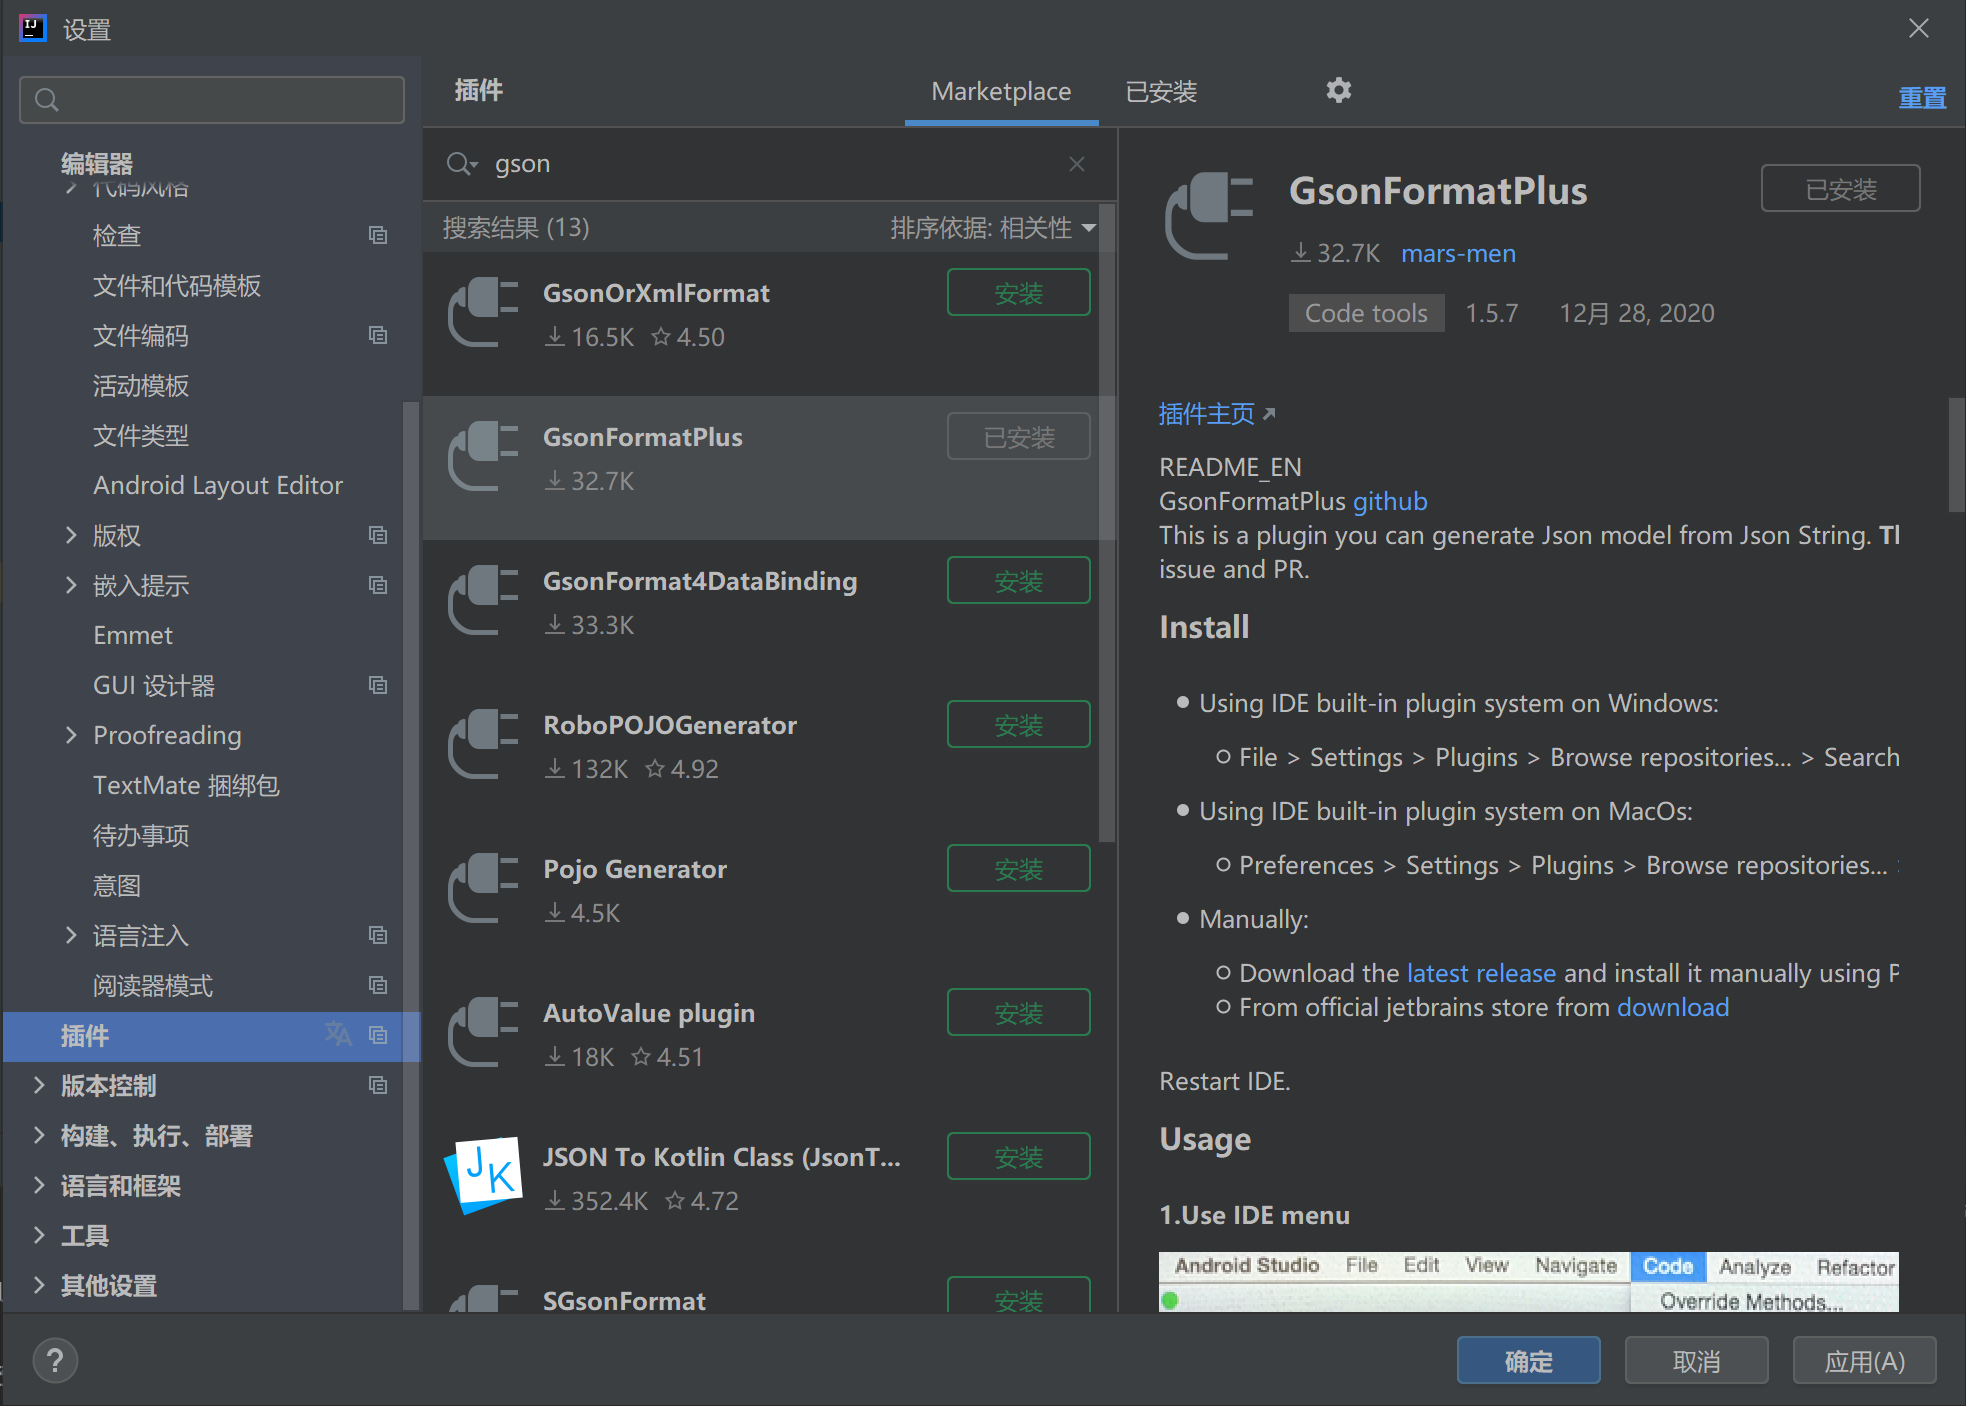 设置
编辑器
代码风格
检查
文件和代码模板
文件编码
活动模板
文件类型
Android Layout Editor
版权
嵌入提示
Emmet
GUI 设计器
Proofreading
TextMate 捆绑包
待办事项
意图
语言注入
阅读器模式
插件
版本控制
构建、执行、部署
语言和框架
工具
其他设置
插件
Marketplace
已安装
重置
gson
搜索结果 (13)
排序依据: 相关性
GsonOrXmlFormat
安装
16.5K 4.50
GsonFormatPlus
已安装
32.7K
GsonFormat4DataBinding
安装
33.3K
RoboPOJOGenerator
安装
132K 4.92
Pojo Generator
安装
4.5K
AutoValue plugin
安装
18K 4.51
JSON To Kotlin Class (JsonT...
安装
352.4K 4.72
SGsonFormat
安装
GsonFormatPlus
已安装
32.7K mars-men
Code tools 1.5.7 12月 28, 2020
插件主页
README_EN
GsonFormatPlus github
This is a plugin you can generate Json model from Json String.
issue and PR.
Install
Using IDE built-in plugin system on Windows:
File > Settings > Plugins > Browse repositories... > Search
Using IDE built-in plugin system on MacOs:
Preferences > Settings > Plugins > Browse repositories...
Manually:
Download the latest release and install it manually using
From official jetbrains store from download
Restart IDE.
Usage
1.Use IDE menu
Android Studio File Edit View Navigate Code Analyze Refactor
Override Methods...
?
确定
取消
应用(A)